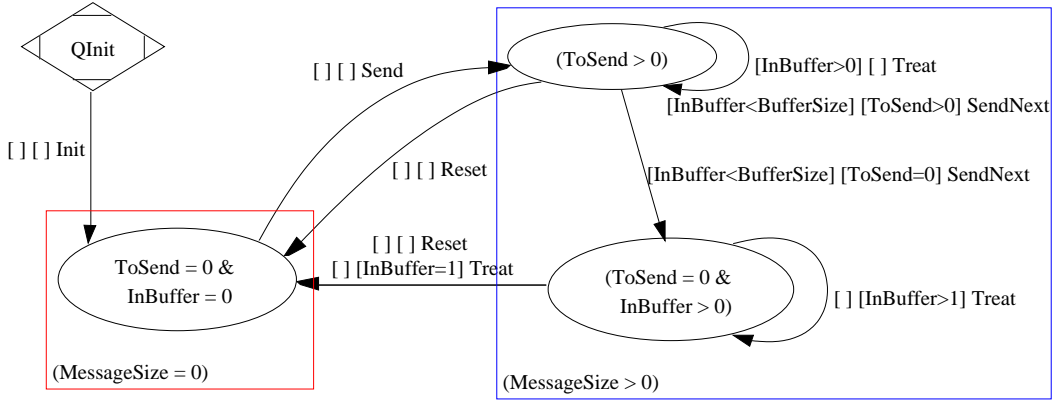 QInit
(ToSend > 0)
[ ] [ ] Send
[InBuffer>0] [ ] Treat
[InBuffer<BufferSize] [ToSend>0] SendNext
[ ] [ ] Init
[ ] [ ] Reset
[InBuffer<BufferSize] [ToSend=0] SendNext
[ ] [ ] Reset
[ ] [InBuffer=1] Treat
ToSend = 0 &
InBuffer = 0
(ToSend = 0 &
InBuffer > 0)
[ ] [InBuffer>1] Treat
(MessageSize = 0)
(MessageSize > 0)